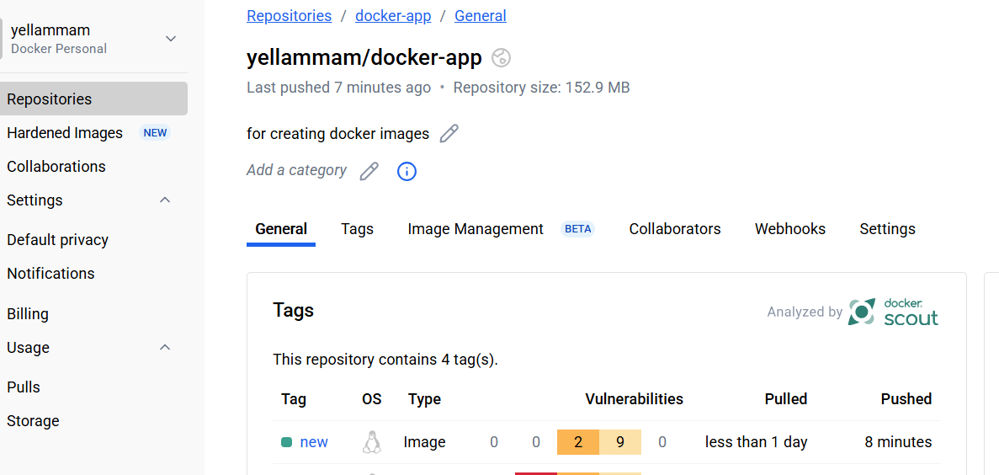 yellammam
Docker Personal
Repositories
Hardened Images NEW
Collaborations
Settings
Default privacy
Notifications
Billing
Usage
Pulls
Storage
Repositories / docker-app / General
yellammam/docker-app
Last pushed 7 minutes ago • Repository size: 152.9 MB
for creating docker images
Add a category
General Tags Image Management BETA Collaborators Webhooks Settings
Tags
Analyzed by docker scout
This repository contains 4 tag(s).
Tag OS Type Vulnerabilities Pulled Pushed
new Image 0 0 2 9 0 less than 1 day 8 minutes